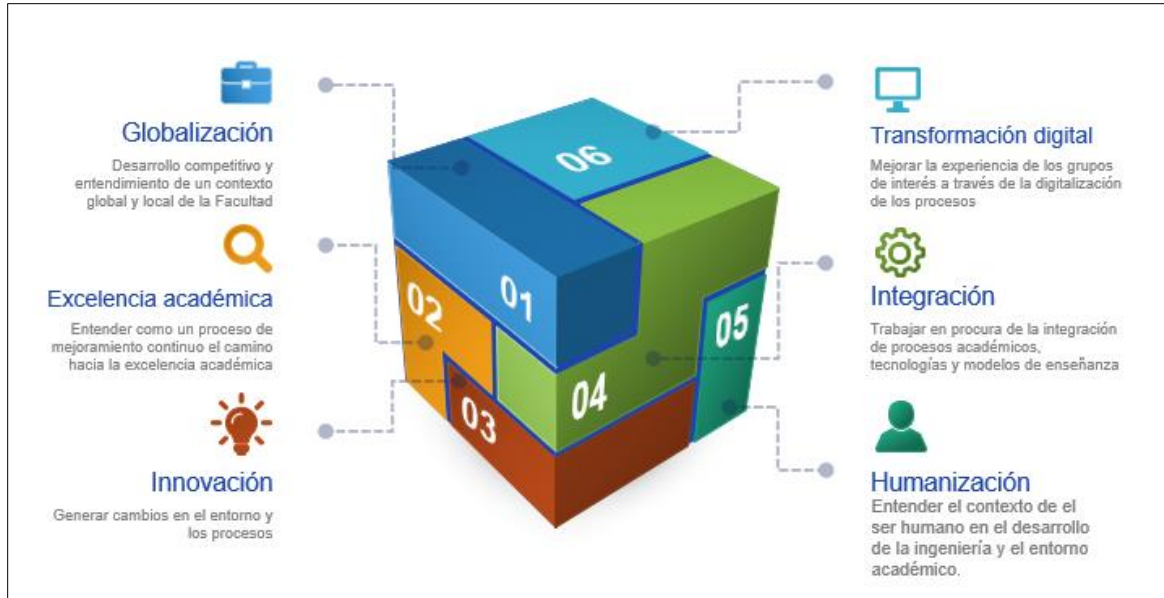 Globalización
Desarrollo competitivo y
entendimiento de un contexto
global y local de la Facultad
Excelencia académica
Entender como un proceso de
mejoramiento continuo el camino
hacia la excelencia académica
Innovación
Generar cambios en el entorno y
los procesos
06
01
02
05
04
03
Transformación digital
Mejorar la experiencia de los grupos
de interés a través de la digitalización
de los procesos
Integración
Trabajar en procura de la integración
de procesos académicos,
tecnologías y modelos de enseñanza
Humanización
Entender el contexto de el
ser humano en el desarrollo
de la ingeniería y el entorno
académico.